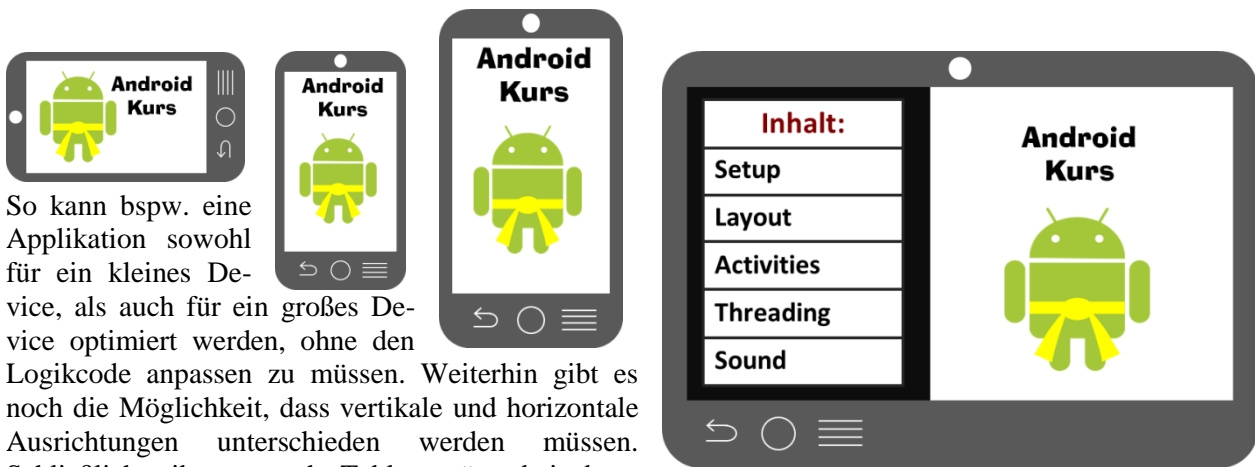 Android
Kurs
Android
Kurs
Android
Kurs
So kann bspw. eine
Applikation sowohl
für ein kleines De-
vice, als auch für ein großes De-
vice optimiert werden, ohne den
Logikcode anpassen zu müssen. Weiterhin gibt es
noch die Möglichkeit, dass vertikale und horizontale
Ausrichtungen unterschieden werden müssen.
Inhalt:
Setup
Layout
Activities
Threading
Sound
Android
Kurs